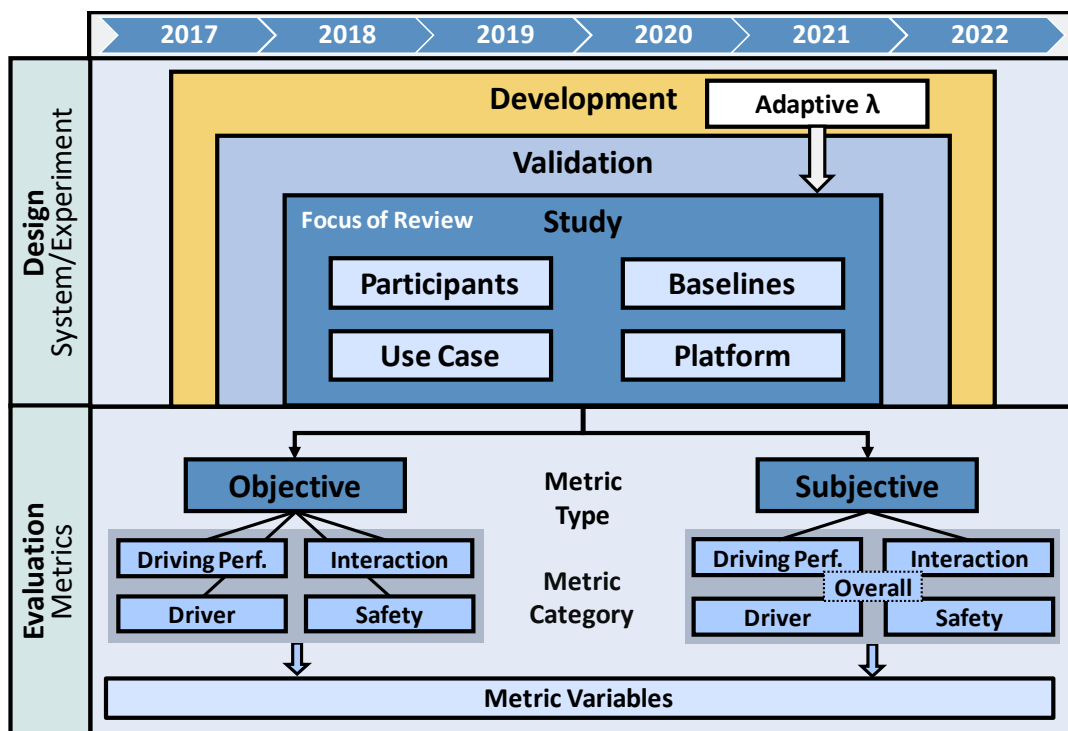 2017 2018 2019 2020 2021 2022
Design
System/Experiment
Development
Adaptive λ
Validation
Focus of Review
Study
Participants
Baselines
Use Case
Platform
Evaluation
Metrics
Objective
Metric
Type
Subjective
Driving Perf.
Interaction
Driver
Safety
Metric
Category
Driving Perf.
Interaction
Overall
Driver
Safety
Metric Variables